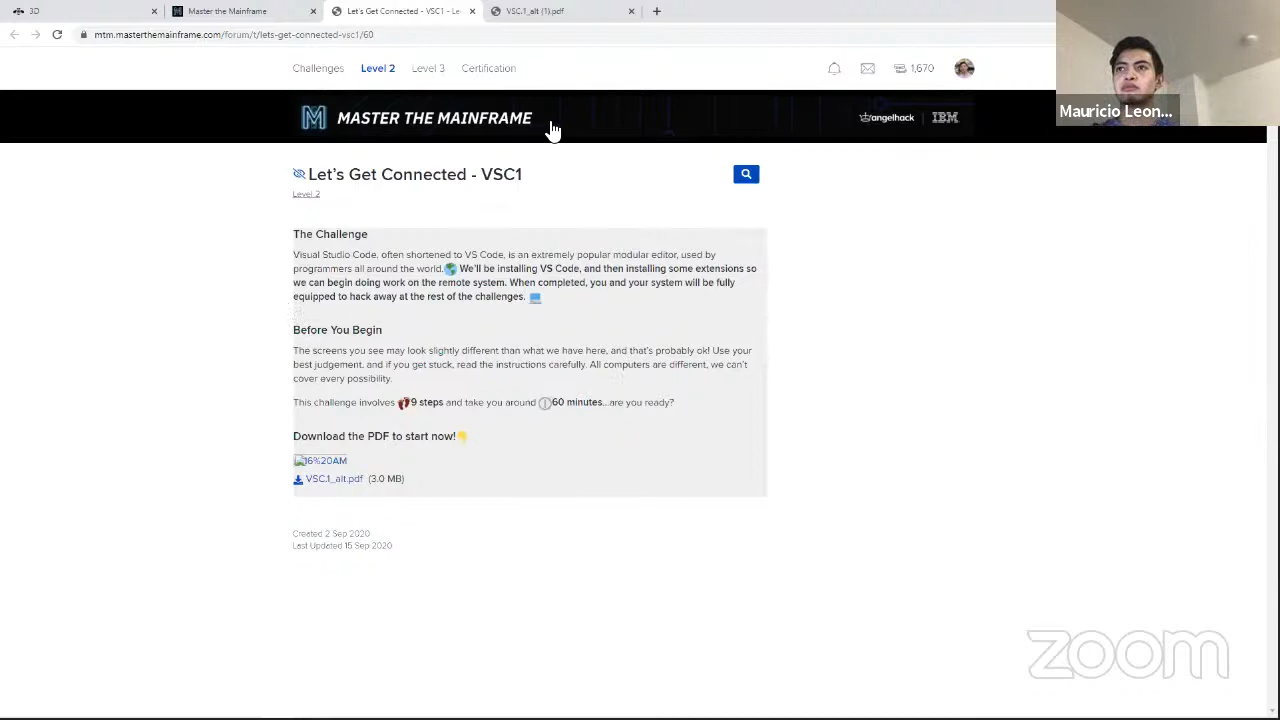 3D
Master the Mainframe
Let's Get Connected - VSC1 - Le
VSC.1_alt (1).pdf
mtm.masterthemainframe.com/forum/t/lets-get-connected-vsc1/60
Challenges Level 2 Level 3 Certification 1,670
MASTER THE MAINFRAME
angelhack IBM
Mauricio Leon...
Let's Get Connected - VSC1
Level 2
The Challenge
Visual Studio Code, often shortened to VS Code, is an extremely popular modular editor, used by
programmers all around the world. We'll be installing VS Code, and then installing some extensions so
we can begin doing work on the remote system. When completed, you and your system will be fully
equipped to hack away at the rest of the challenges.
Before You Begin
The screens you see may look slightly different than what we have here, and that's probably ok! Use your
best judgement, and if you get stuck, read the instructions carefully. All computers are different, we can't
cover every possibility.
This challenge involves 9 steps and take you around 60 minutes...are you ready?
Download the PDF to start now!
16%20AM
VSC.1_alt.pdf (3.0 MB)
Created 2 Sep 2020
Last Updated 15 Sep 2020
zoom